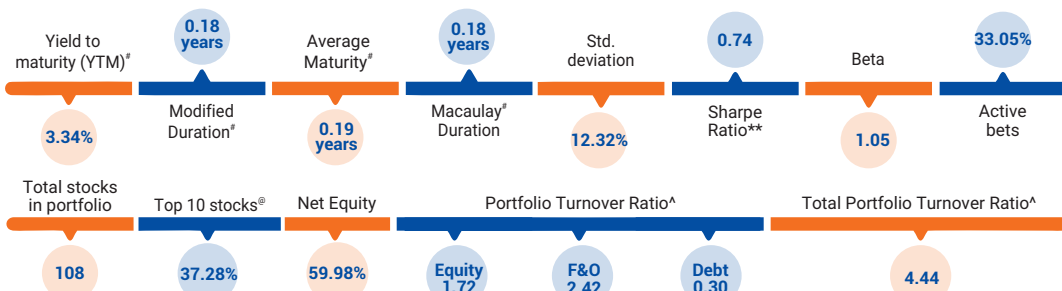 0.18
years
0.18
years
0.74
33.05%
Yield to
maturity (YTM)#
Average
Maturity#
Std.
deviation
Beta
Modified
Duration#
Macaulay#
Duration
Sharpe
Ratio**
Active
bets
3.34%
0.19
years
12.32%
1.05
Total stocks
in portfolio
Top 10 stocks@
Net Equity
Portfolio Turnover Ratio^
Total Portfolio Turnover Ratio^
108
37.28%
59.98%
Equity
1.72
F&O
2.42
Debt
0.30
4.44